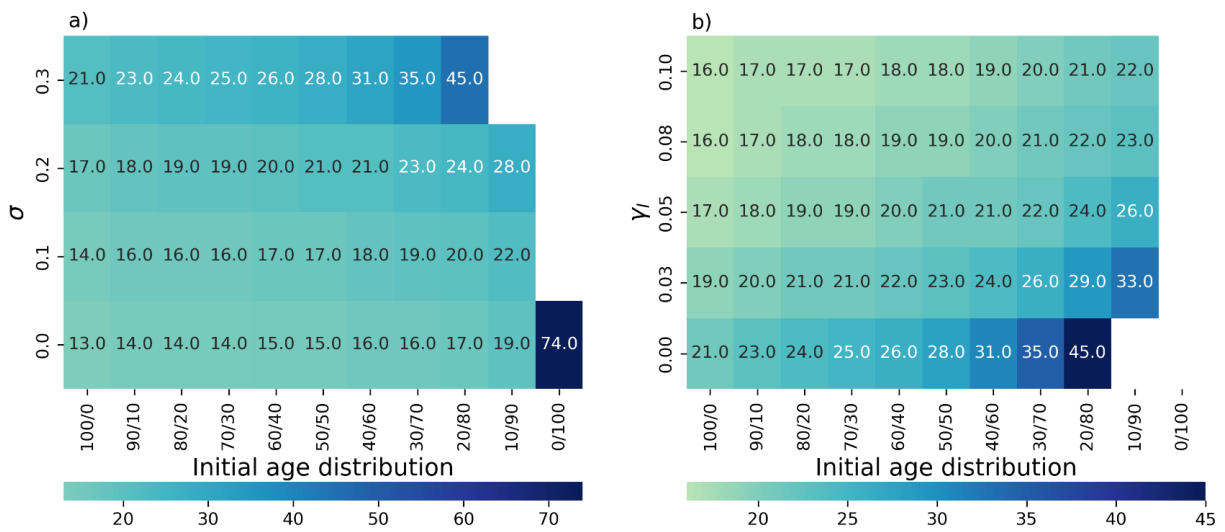 a)
σ
0.3
21.0 23.0 24.0 25.0 26.0 28.0 31.0 35.0 45.0
0.2
17.0 18.0 19.0 19.0 20.0 21.0 21.0 23.0 24.0 28.0
0.1
14.0 16.0 16.0 16.0 17.0 17.0 18.0 19.0 20.0 22.0
0.0
13.0 14.0 14.0 14.0 15.0 15.0 16.0 16.0 17.0 19.0 74.0
100/0 90/10 80/20 70/30 60/40 50/50 40/60 30/70 20/80 10/90 0/100
Initial age distribution
20 30 40 50 60 70
b)
γI
0.10
16.0 17.0 17.0 17.0 18.0 18.0 19.0 20.0 21.0 22.0
0.08
16.0 17.0 18.0 18.0 19.0 19.0 20.0 21.0 22.0 23.0
0.05
17.0 18.0 19.0 19.0 20.0 21.0 21.0 22.0 24.0 26.0
0.03
19.0 20.0 21.0 21.0 22.0 23.0 24.0 26.0 29.0 33.0
0.00
21.0 23.0 24.0 25.0 26.0 28.0 31.0 35.0 45.0
100/0 90/10 80/20 70/30 60/40 50/50 40/60 30/70 20/80 10/90 0/100
Initial age distribution
20 25 30 35 40 45